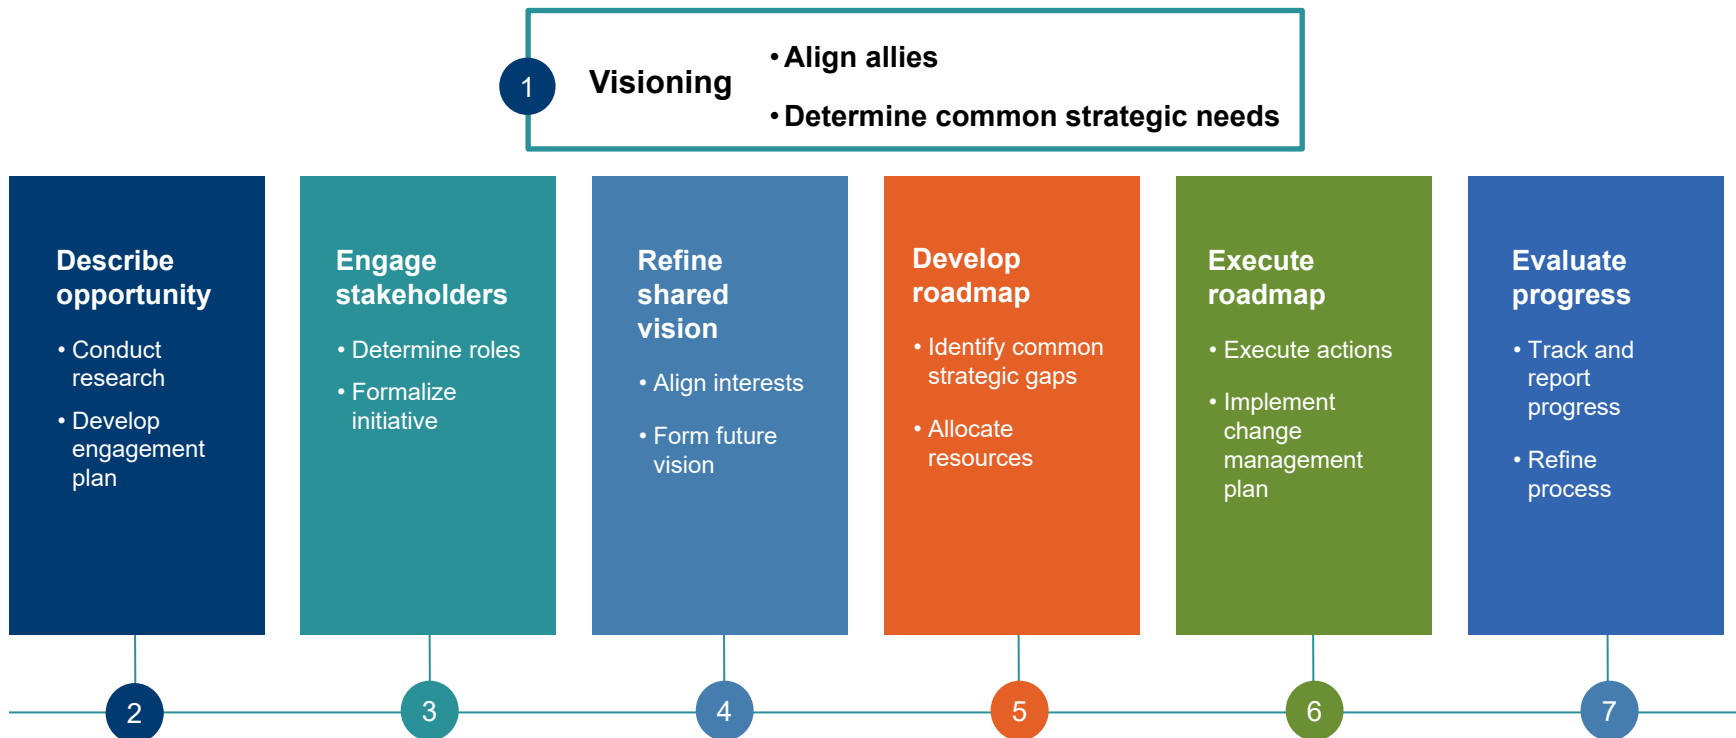 1
Visioning
• Align allies
• Determine common strategic needs
Describe
opportunity
• Conduct
research
• Develop
engagement
plan
Engage
stakeholders
• Determine roles
• Formalize
initiative
Refine
shared
vision
• Align interests
• Form future
vision
Develop
roadmap
• Identify common
strategic gaps
• Allocate
resources
Execute
roadmap
• Execute actions
• Implement
change
management
plan
Evaluate
progress
• Track and
report
progress
• Refine
process
2
3
4
5
6
7